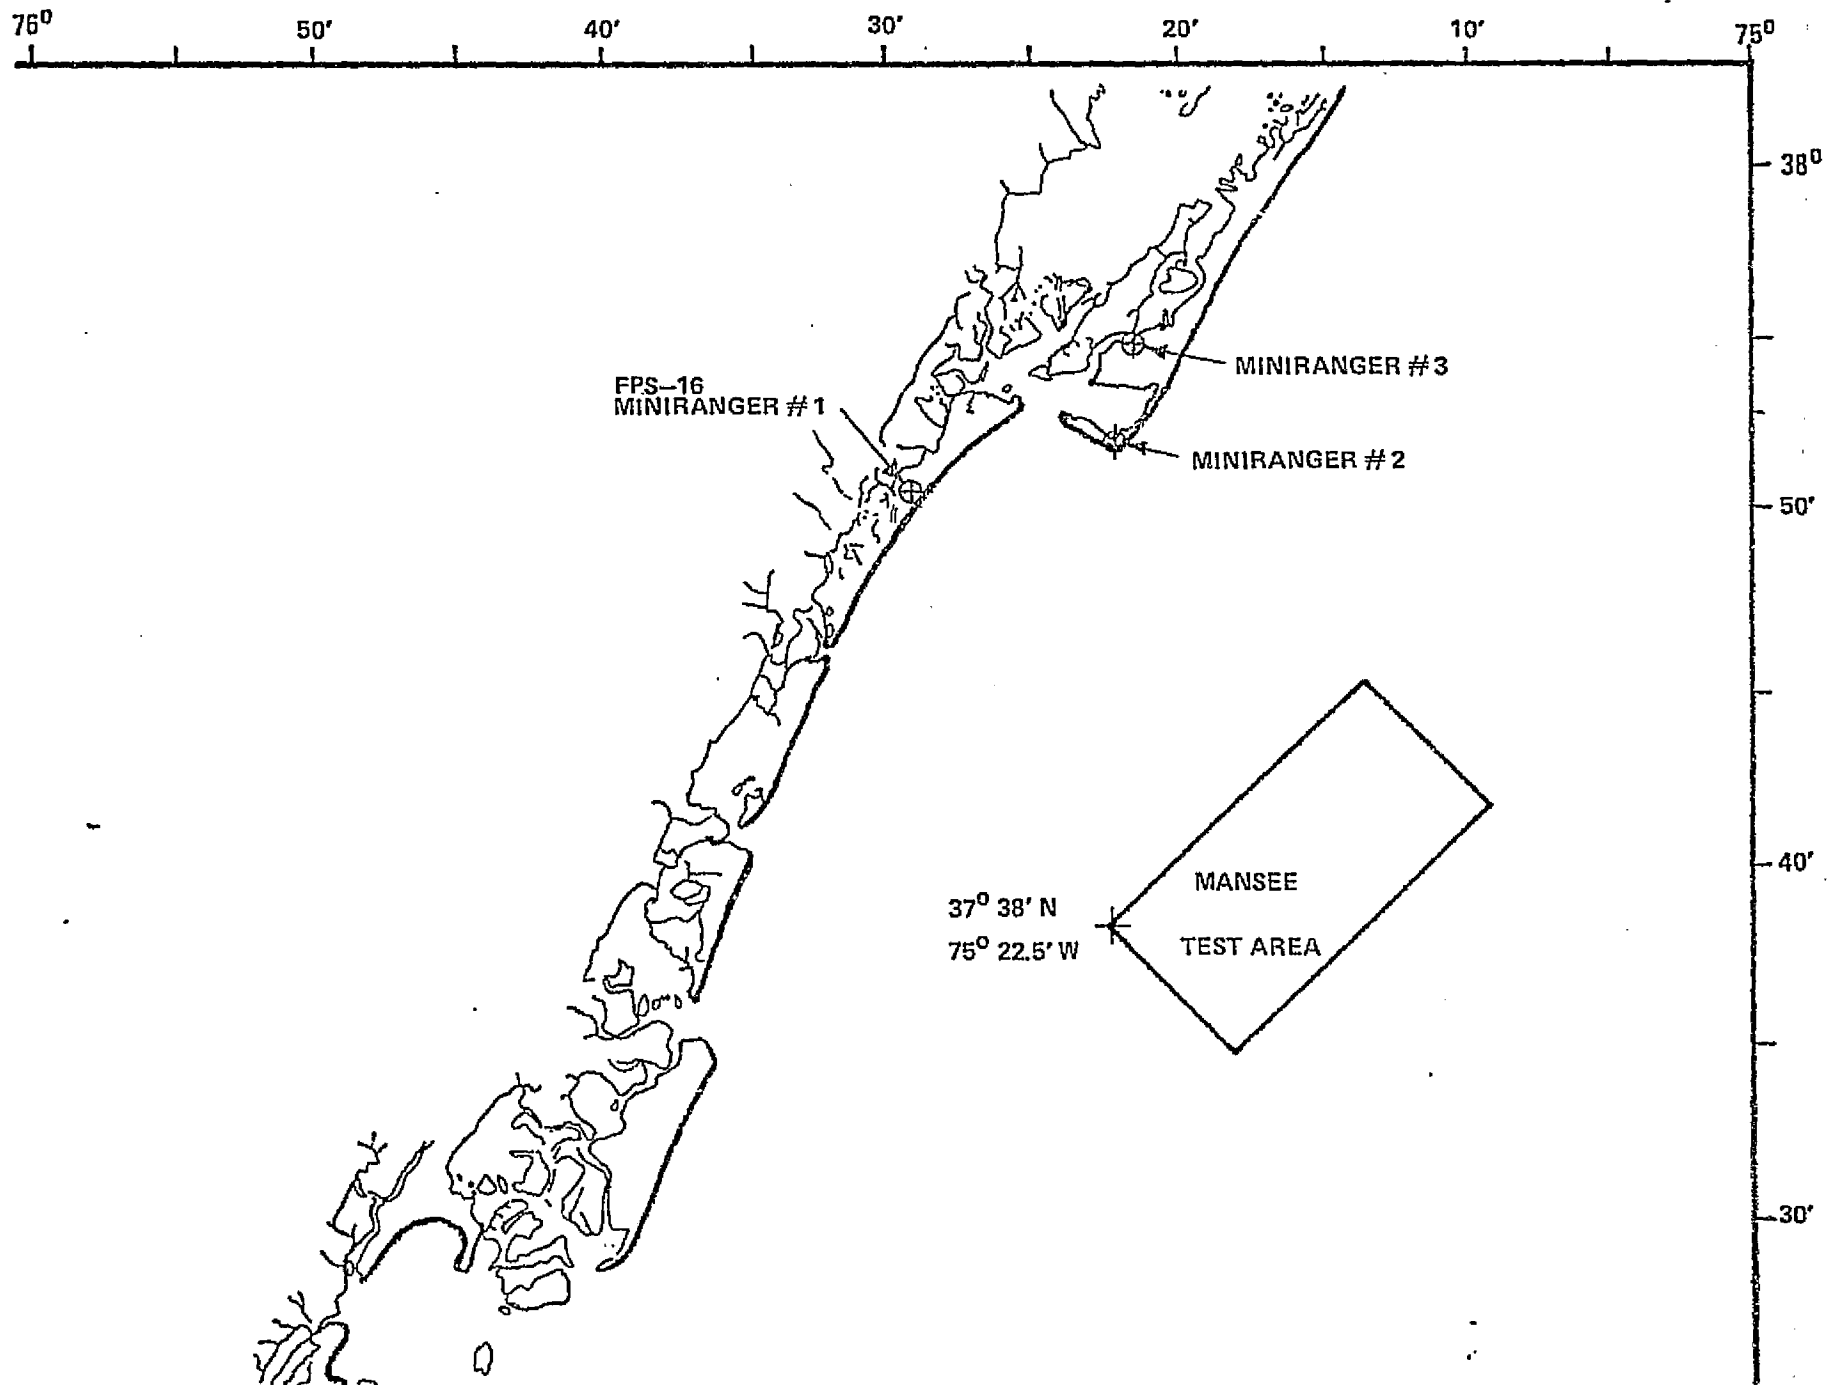 76⁰ 50' 40' 30' 20' 10' 75⁰
38⁰
MINIRANGER #3
FPS-16
MINIRANGER #1
MINIRANGER #2
50'
40'
MANSEE
37⁰ 38' N
TEST AREA
75⁰ 22.5' W
30'